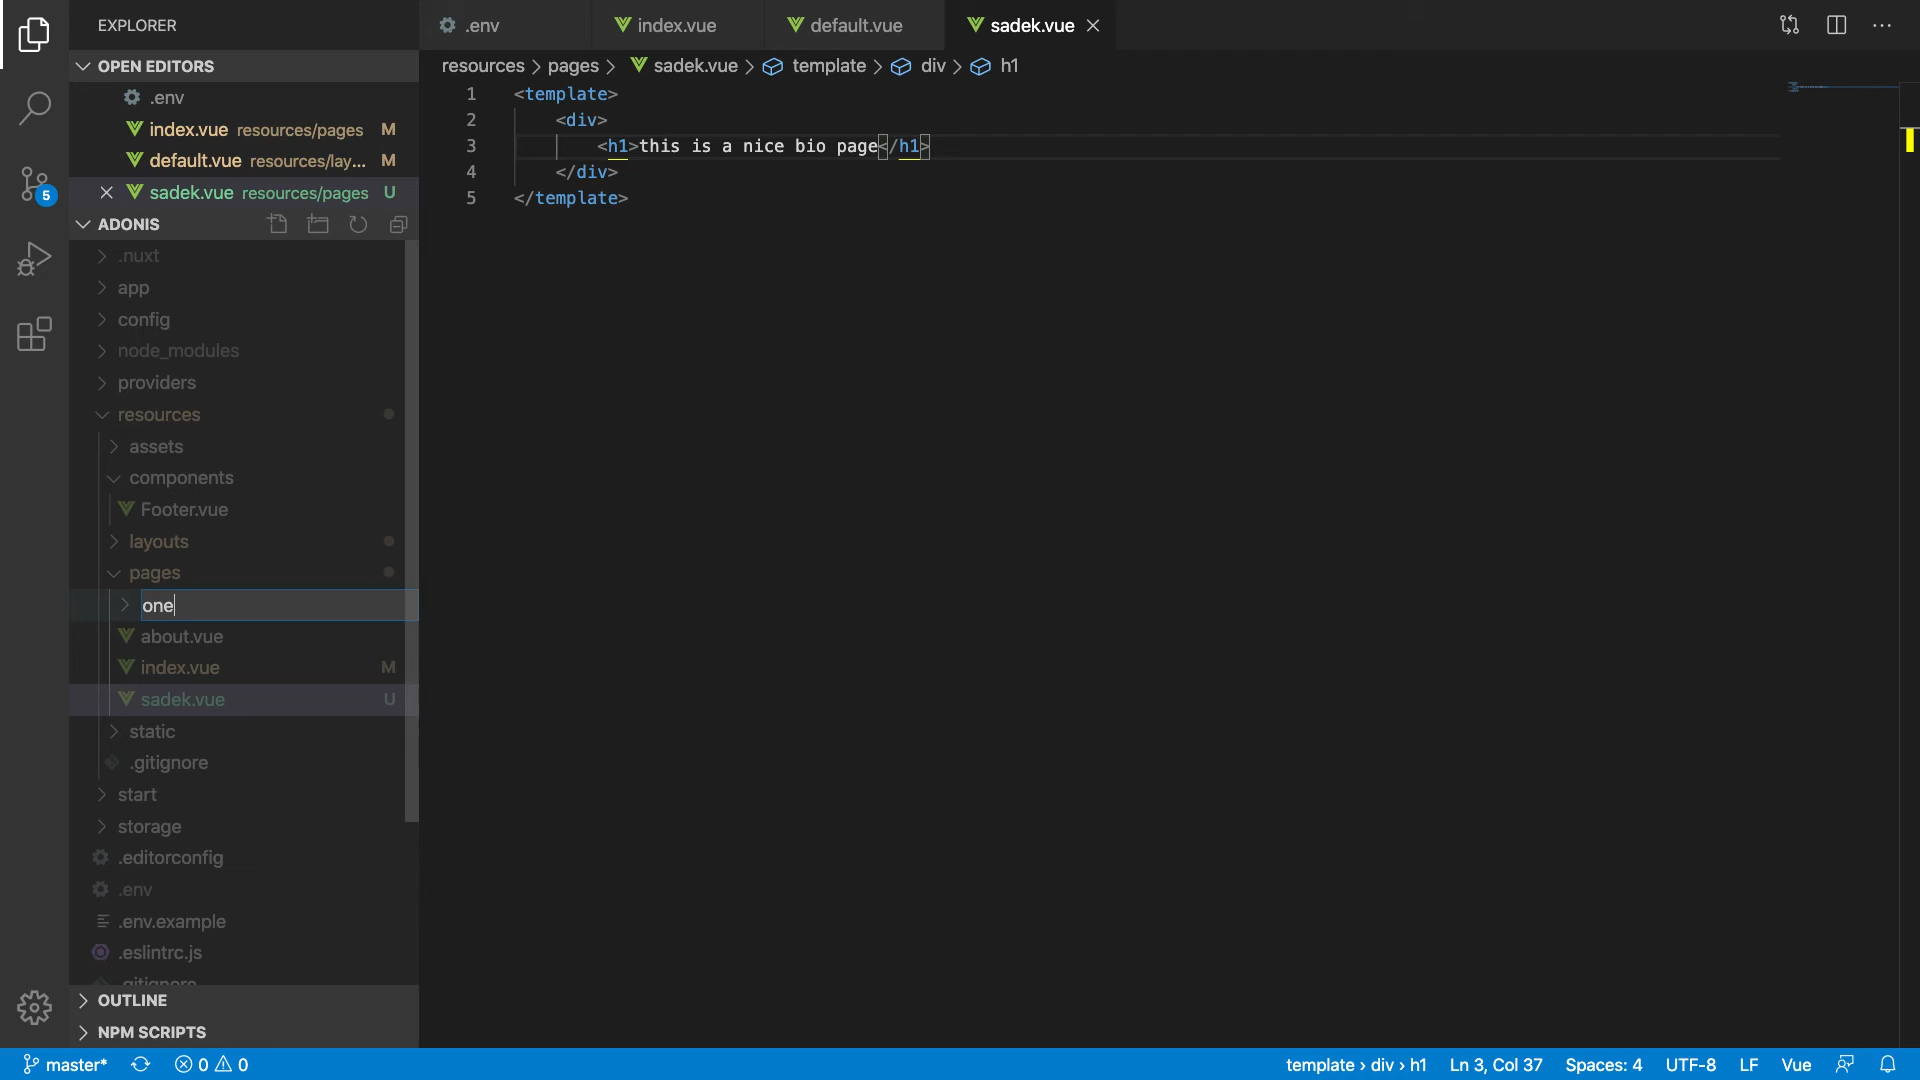 EXPLORER
.env
index.vue
default.vue
sadek.vue
OPEN EDITORS
.env
index.vue resources/pages M
default.vue resources/lay... M
sadek.vue resources/pages U
5
ADONIS
.nuxt
app
config
node_modules
providers
resources
assets
components
Footer.vue
layouts
pages
one
about.vue
index.vue M
sadek.vue U
static
.gitignore
start
storage
.editorconfig
.env
.env.example
.eslintrc.js
.gitignore
OUTLINE
NPM SCRIPTS
resources > pages > sadek.vue > template > div > h1
1 <template>
2 <div>
3 <h1>this is a nice bio page</h1>
4 </div>
5 </template>
master* 0 0 template › div › h1 Ln 3, Col 37 Spaces: 4 UTF-8 LF Vue